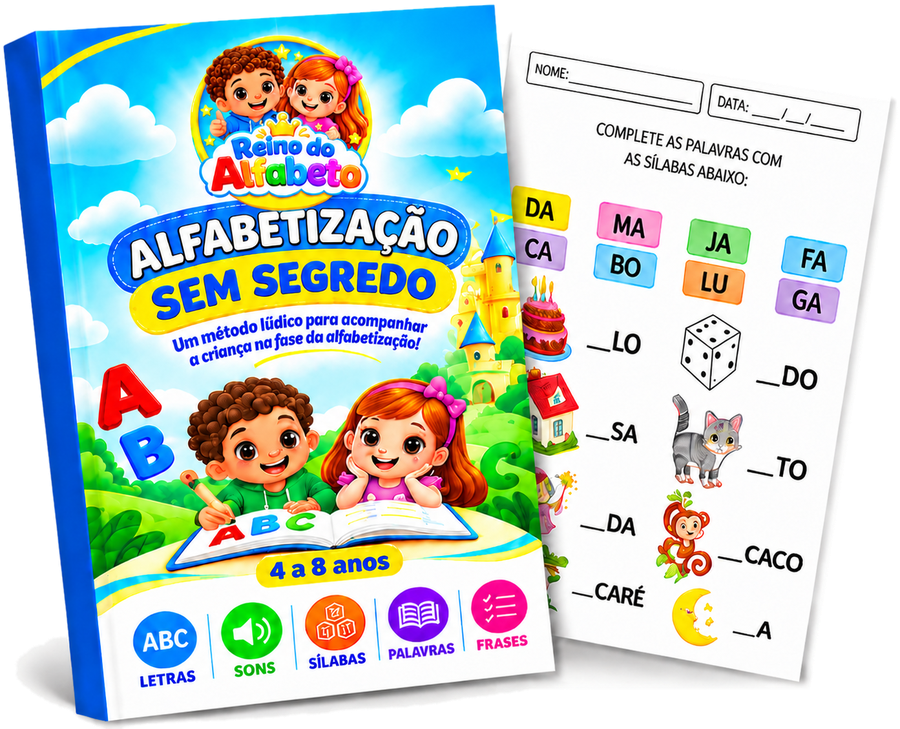 Reino do
Alfabeto
ALFABETIZAÇÃO
SEM SEGREDO
Um método lúdico para acompanhar
a criança na fase da alfabetização!
A
B
A B C
4 a 8 anos
ABC
LETRAS
SONS
SÍLABAS
PALAVRAS
FRASES
NOME:
DATA: ___/__/____
COMPLETE AS PALAVRAS COM
AS SÍLABAS ABAIXO:
DA MA JA FA
CA BO LU GA
__LO __DO
__SA __TO
__DA __CACO
__CARÉ __A